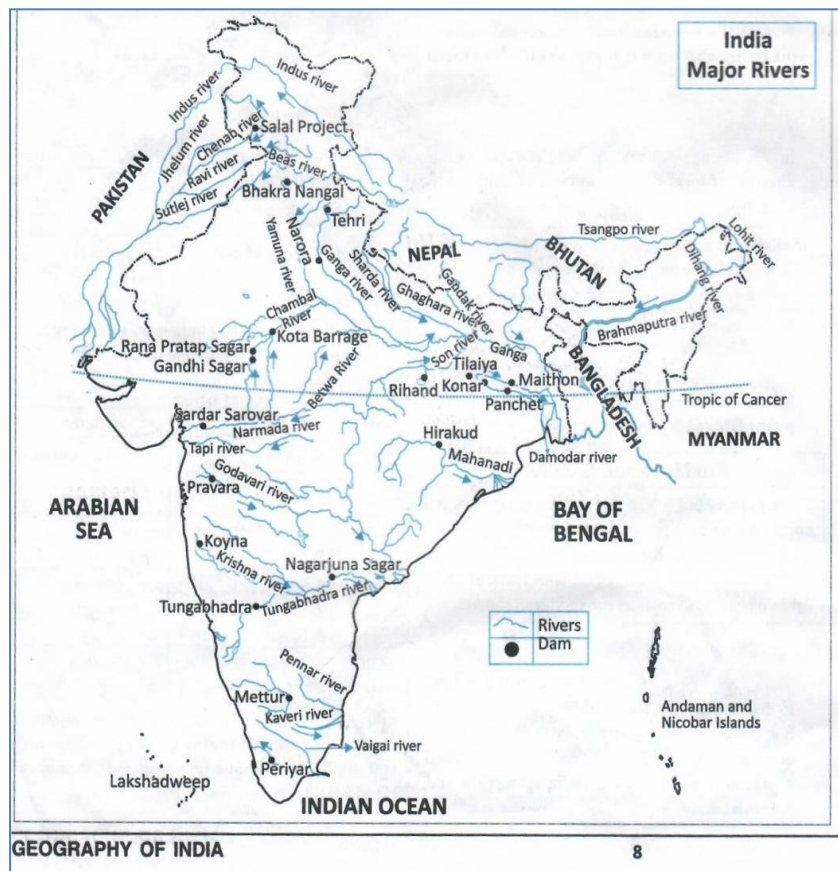 India
Major Rivers
Indus river
Indus river
Jhelum river
Chenab river
Salal Project
Ravi river
Beas river
Sutlej river
Bhakra Nangal
PAKISTAN
Tehri
Narora
Yamuna river
Ganga river
Sharda river
NEPAL
Ghaghara river
Gandak river
Tsangpo river
BHUTAN
Lohit river
Dihang river
Brahmaputra river
Chambal
River
Kota Barrage
Rana Pratap Sagar
Gandhi Sagar
Betwa River
Son river
Ganga
Tilaiya
Rihand
Konar
Maithon
Panchet
BANGLADESH
Tropic of Cancer
MYANMAR
Sardar Sarovar
Narmada river
Tapi river
Hirakud
Mahanadi
Damodar river
Godavari river
Pravara
ARABIAN
SEA
BAY OF
BENGAL
Koyna
Krishna river
Nagarjuna Sagar
Tungabhadra
Tungabhadra river
Rivers
Dam
Pennar river
Mettur
Kaveri river
Vaigai river
Periyar
Andaman and
Nicobar Islands
Lakshadweep
INDIAN OCEAN
GEOGRAPHY OF INDIA
8